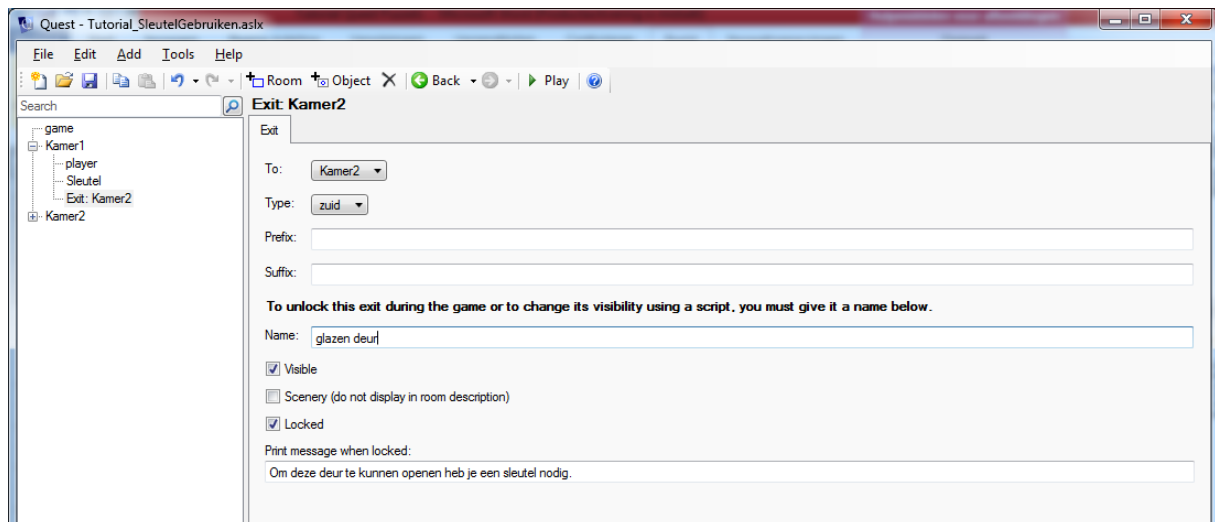 Quest - Tutorial_SleutelGebruiken.aslx
File Edit Add Tools Help
Room Object Back Play
Search
Exit: Kamer2
game
Kamer1
player
Sleutel
Exit: Kamer2
Kamer2
Exit
To: Kamer2
Type: zuid
Prefix:
Suffix:
To unlock this exit during the game or to change its visibility using a script, you must give it a name below.
Name: glazen deur
Visible
Scenery (do not display in room description)
Locked
Print message when locked:
Om deze deur te kunnen openen heb je een sleutel nodig.